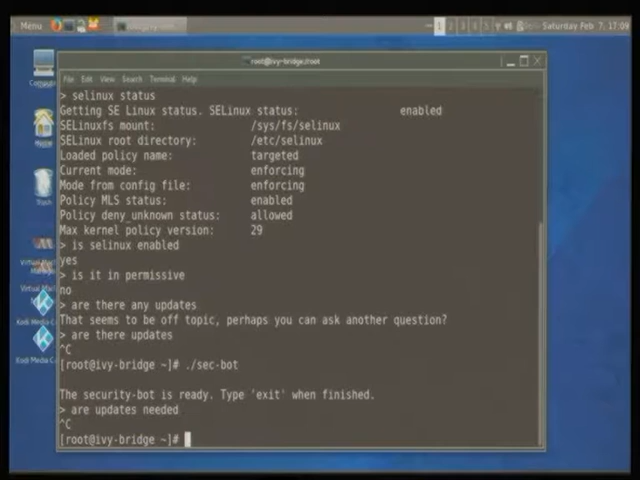 Menu
1 2 3 4 5
Saturday Feb 7, 17:09
root@ivy-bridge:/root
File Edit View Search Terminal Help
> selinux status
Getting SE Linux status. SELinux status: enabled
SELinuxfs mount: /sys/fs/selinux
SELinux root directory: /etc/selinux
Loaded policy name: targeted
Current mode: enforcing
Mode from config file: enforcing
Policy MLS status: enabled
Policy deny_unknown status: allowed
Max kernel policy version: 29
> is selinux enabled
yes
> is it in permissive
no
> are there any updates
That seems to be off topic, perhaps you can ask another question?
> are there updates
^C
[root@ivy-bridge ~]# ./sec-bot
The security-bot is ready. Type 'exit' when finished.
> are updates needed
^C
[root@ivy-bridge ~]#
Trash
Kodi Media C
Kodi Media C